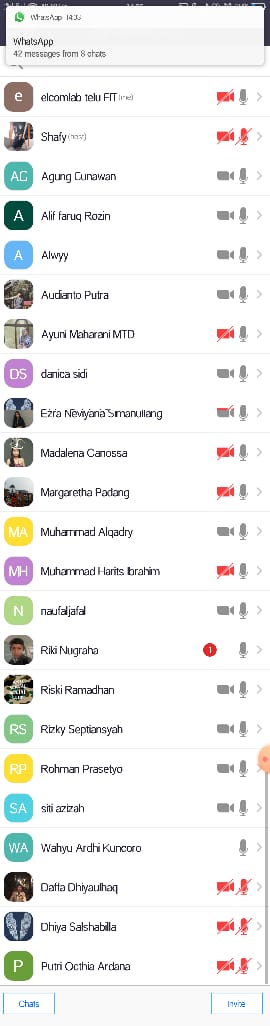 WhatsApp 14:03
WhatsApp
42 messages from 8 chats
e elcomlab telu FIT (me)
Shafy (host)
AG Agung Gunawan
A Alif faruq Rozin
A Alwyy
Audianto Putra
Ayuni Maharani MTD
DS danica sidi
Ezra Simanullang
Madalena Canossa
Margaretha Padang
MA Muhammad Alqadry
MH Muhammad Harits Ibrahim
N naufaljafal
Riki Nugraha 1
Riski Ramadhan
RS Rizky Septiansyah
RP Rohman Prasetyo
SA siti azizah
WA Wahyu Ardhi Kuncoro
Daffa Dhiyaulhaq
Dhiya Salshabilla
P Putri Octhia Ardana
Chats Invite